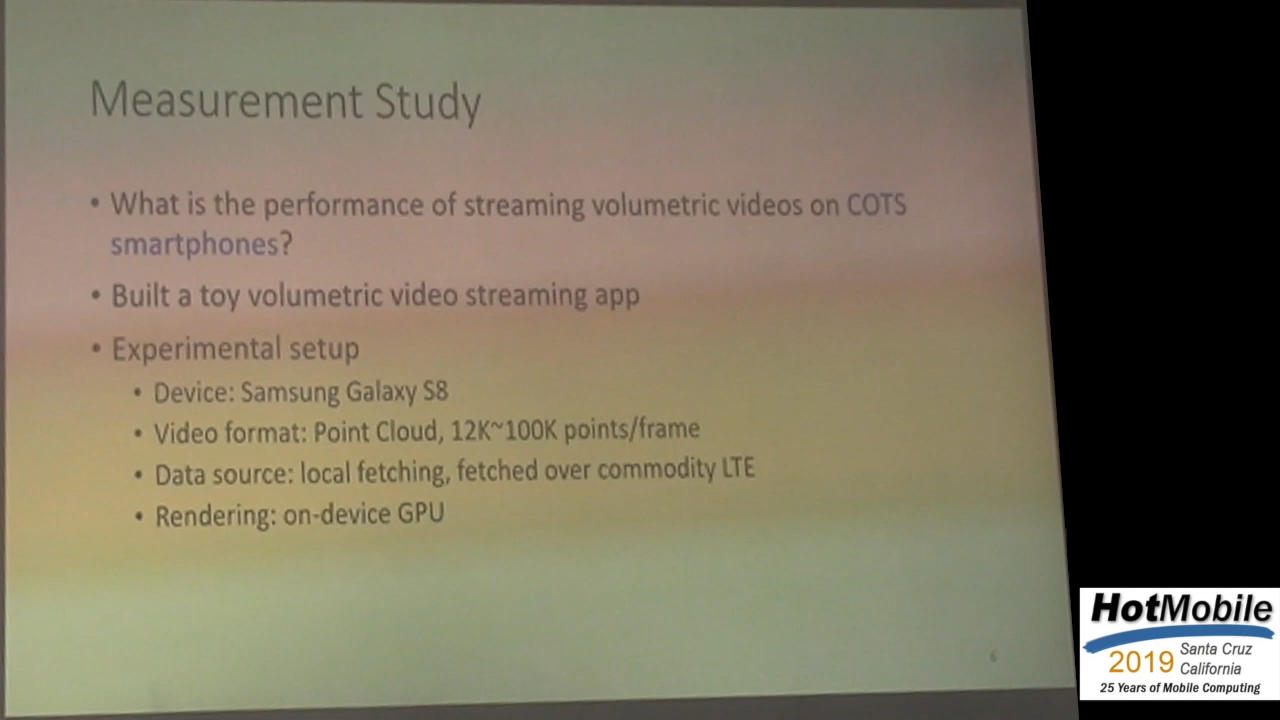 Measurement Study
• What is the performance of streaming volumetric videos on COTS
smartphones?
• Built a toy volumetric video streaming app
• Experimental setup
• Device: Samsung Galaxy S8
• Video format: Point Cloud, 12K~100K points/frame
• Data source: local fetching, fetched over commodity LTE
• Rendering: on-device GPU
6
HotMobile
2019 Santa Cruz
California
25 Years of Mobile Computing